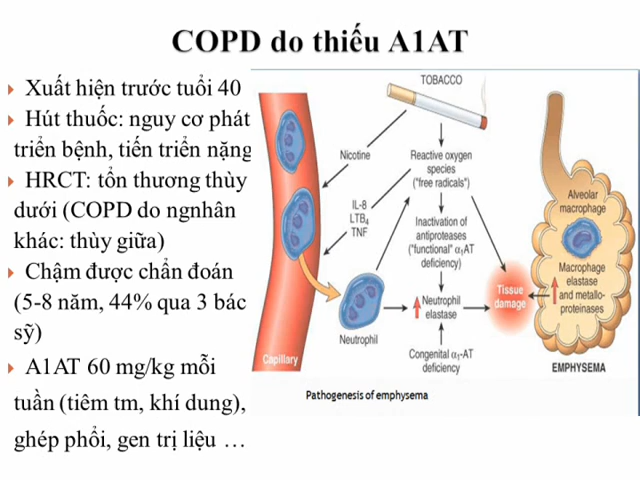 COPD do thiếu A1AT
Xuất hiện trước tuổi 40
Hút thuốc: nguy cơ phát
triển bệnh, tiến triển nặng
HRCT: tổn thương thùy
dưới (COPD do ngnhân
khác: thùy giữa)
Chậm được chẩn đoán
(5-8 năm, 44% qua 3 bác
sỹ)
A1AT 60 mg/kg mỗi
tuần (tiêm tm, khí dung),
ghép phổi, gen trị liệu …
TOBACCO
Nicotine
Reactive oxygen
species
("free radicals")
IL-8
LTB4
TNF
Inactivation of
antiproteases
("functional" α1AT
deficiency)
Neutrophil
elastase
Congenital α1-AT
deficiency
Neutrophil
Capillary
Tissue
damage
Alveolar
macrophage
Macrophage
elastase
and metallo-
proteinases
EMPHYSEMA
Pathogenesis of emphysema